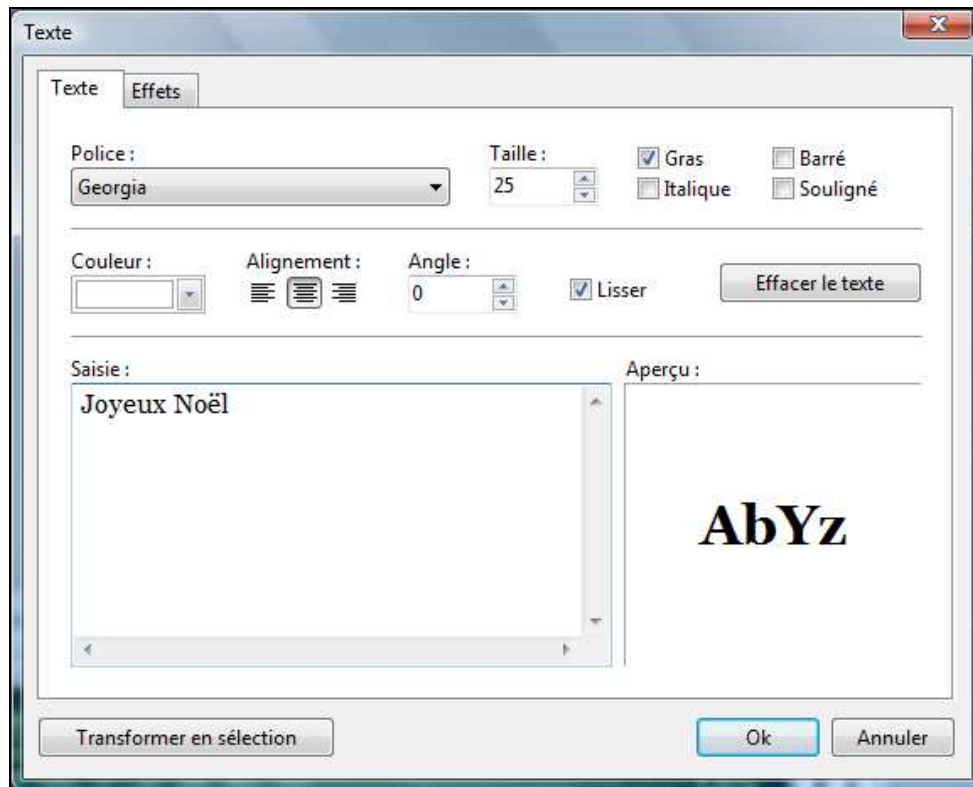 Texte
Texte Effets
Police : Taille : Gras Barré
Georgia 25 Italique Souligné
Couleur : Alignement : Angle :
0 Lisser Effacer le texte
Saisie : Aperçu :
Joyeux Noël
AbYz
Transformer en sélection Ok Annuler